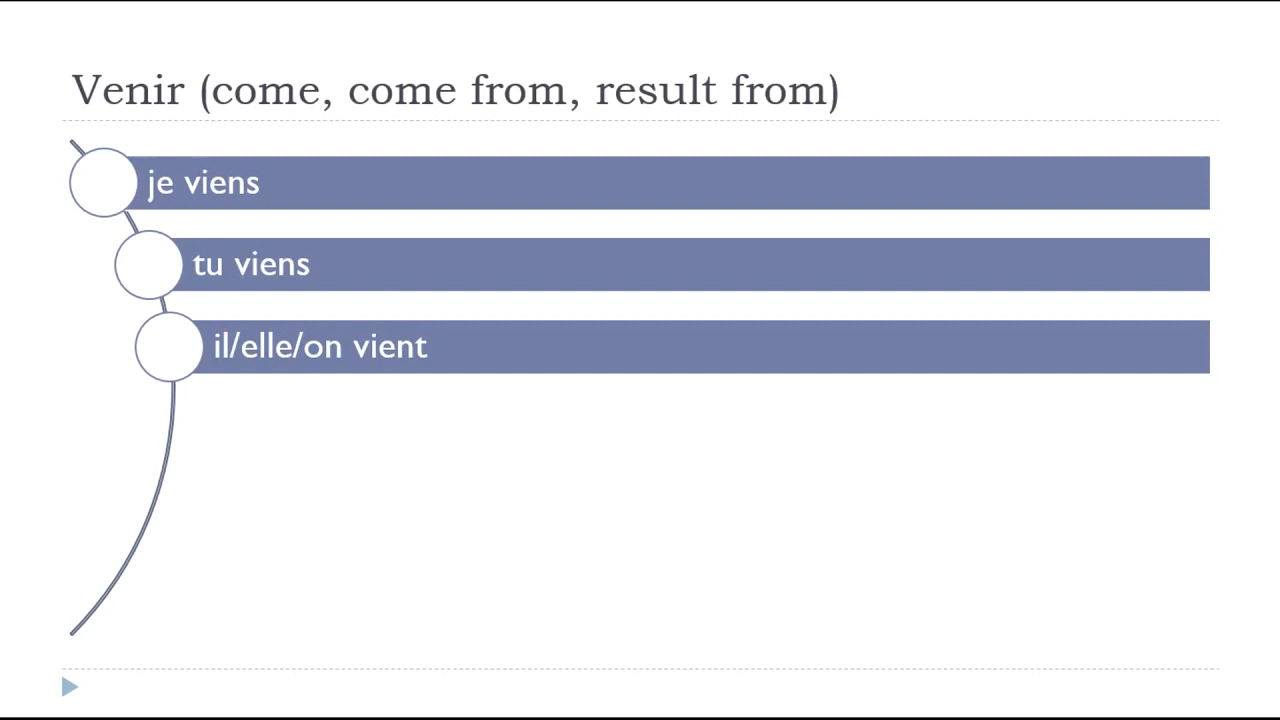 Venir (come, come from, result from)
je viens
tu viens
il/elle/on vient